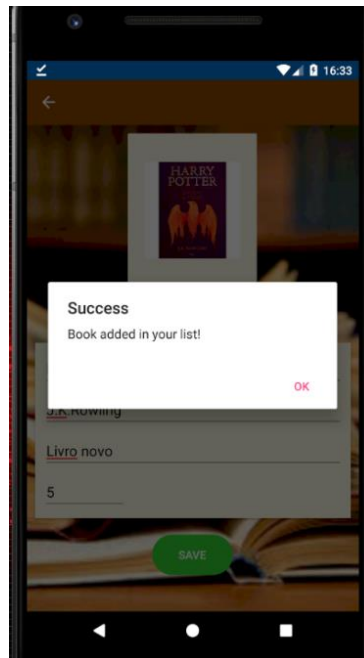 16:33
HARRY
POTTER
Success
Book added in your list!
OK
J.K.Rowling
Livro novo
5
SAVE